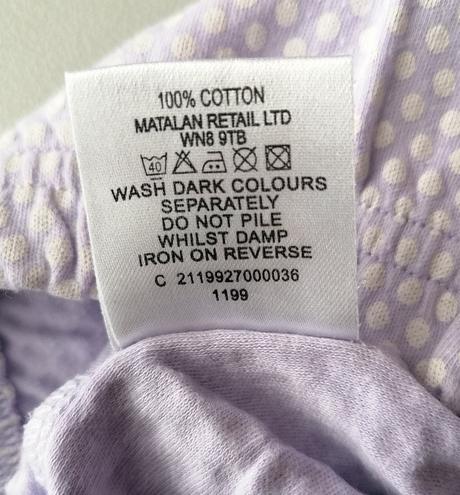 100% COTTON
MATALAN RETAIL LTD
WN8 9TB
40
WASH DARK COLOURS
SEPARATELY
DO NOT PILE
WHILST DAMP
IRON ON REVERSE
C 2119927000036
1199